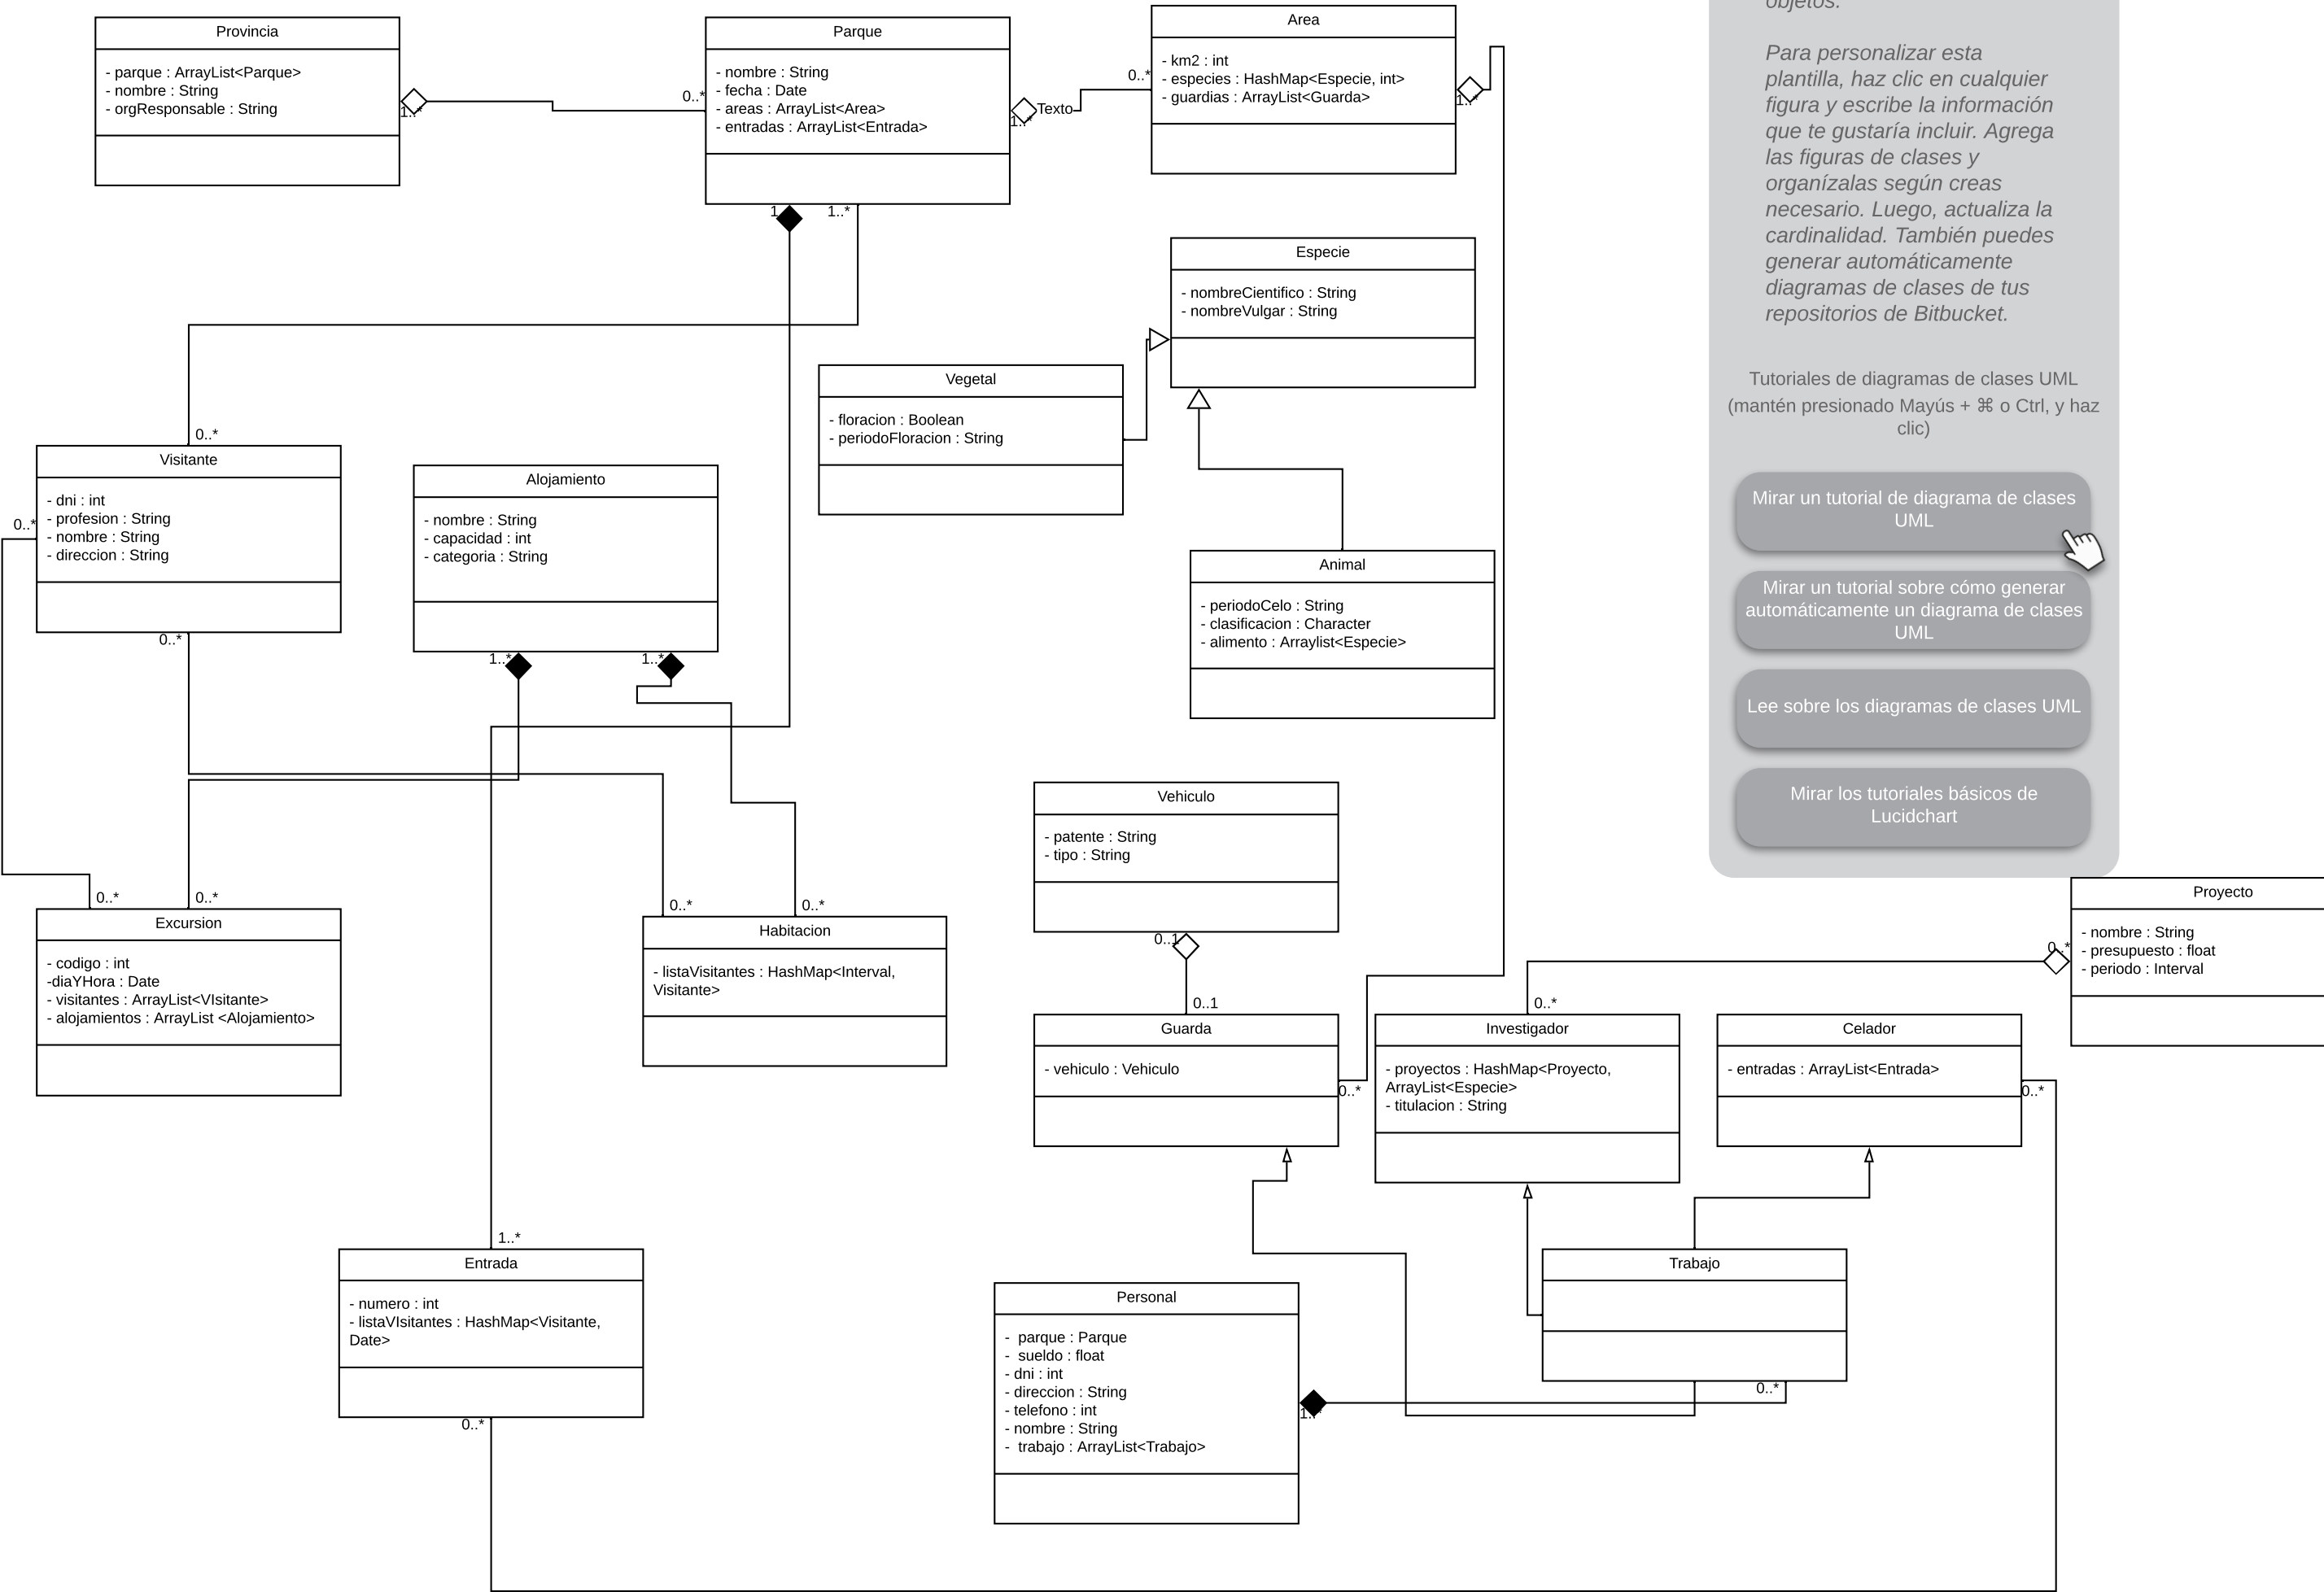 Provincia
- parque : ArrayList<Parque>
- nombre : String
- orgResponsable : String
1..*
0..*
Parque
- nombre : String
- fecha : Date
- areas : ArrayList<Area>
- entradas : ArrayList<Entrada>
1..*
Texto
0..*
Area
- km2 : int
- especies : HashMap<Especie, int>
- guardias : ArrayList<Guarda>
1..*
objetos.
Para personalizar esta
plantilla, haz clic en cualquier
figura y escribe la información
que te gustaría incluir. Agrega
las figuras de clases y
organízalas según creas
necesario. Luego, actualiza la
cardinalidad. También puedes
generar automáticamente
diagramas de clases de tus
repositorios de Bitbucket.
Tutoriales de diagramas de clases UML
(mantén presionado Mayús + ⌘ o Ctrl, y haz
clic)
Mirar un tutorial de diagrama de clases
UML
Mirar un tutorial sobre cómo generar
automáticamente un diagrama de clases
UML
Lee sobre los diagramas de clases UML
Mirar los tutoriales básicos de
Lucidchart
1..*
Especie
- nombreCientifico : String
- nombreVulgar : String
Vegetal
- floracion : Boolean
- periodoFloracion : String
0..*
Visitante
- dni : int
- profesion : String
- nombre : String
- direccion : String
0..*
0..*
Alojamiento
- nombre : String
- capacidad : int
- categoria : String
1..*
1..*
Animal
- periodoCelo : String
- clasificacion : Character
- alimento : Arraylist<Especie>
Vehiculo
- patente : String
- tipo : String
0..1
0..1
0..*
0..*
Excursion
- codigo : int
-diaYHora : Date
- visitantes : ArrayList<VIsitante>
- alojamientos : ArrayList <Alojamiento>
0..*
0..*
Habitacion
- listaVisitantes : HashMap<Interval,
Visitante>
Guarda
- vehiculo : Vehiculo
0..*
0..*
Investigador
- proyectos : HashMap<Proyecto,
ArrayList<Especie>
- titulacion : String
Celador
- entradas : ArrayList<Entrada>
0..*
0..*
Proyecto
- nombre : String
- presupuesto : float
- periodo : Interval
1..*
Entrada
- numero : int
- listaVIsitantes : HashMap<Visitante,
Date>
0..*
Personal
-  parque : Parque
-  sueldo : float
- dni : int
- direccion : String
- telefono : int
- nombre : String
-  trabajo : ArrayList<Trabajo>
Trabajo
0..*